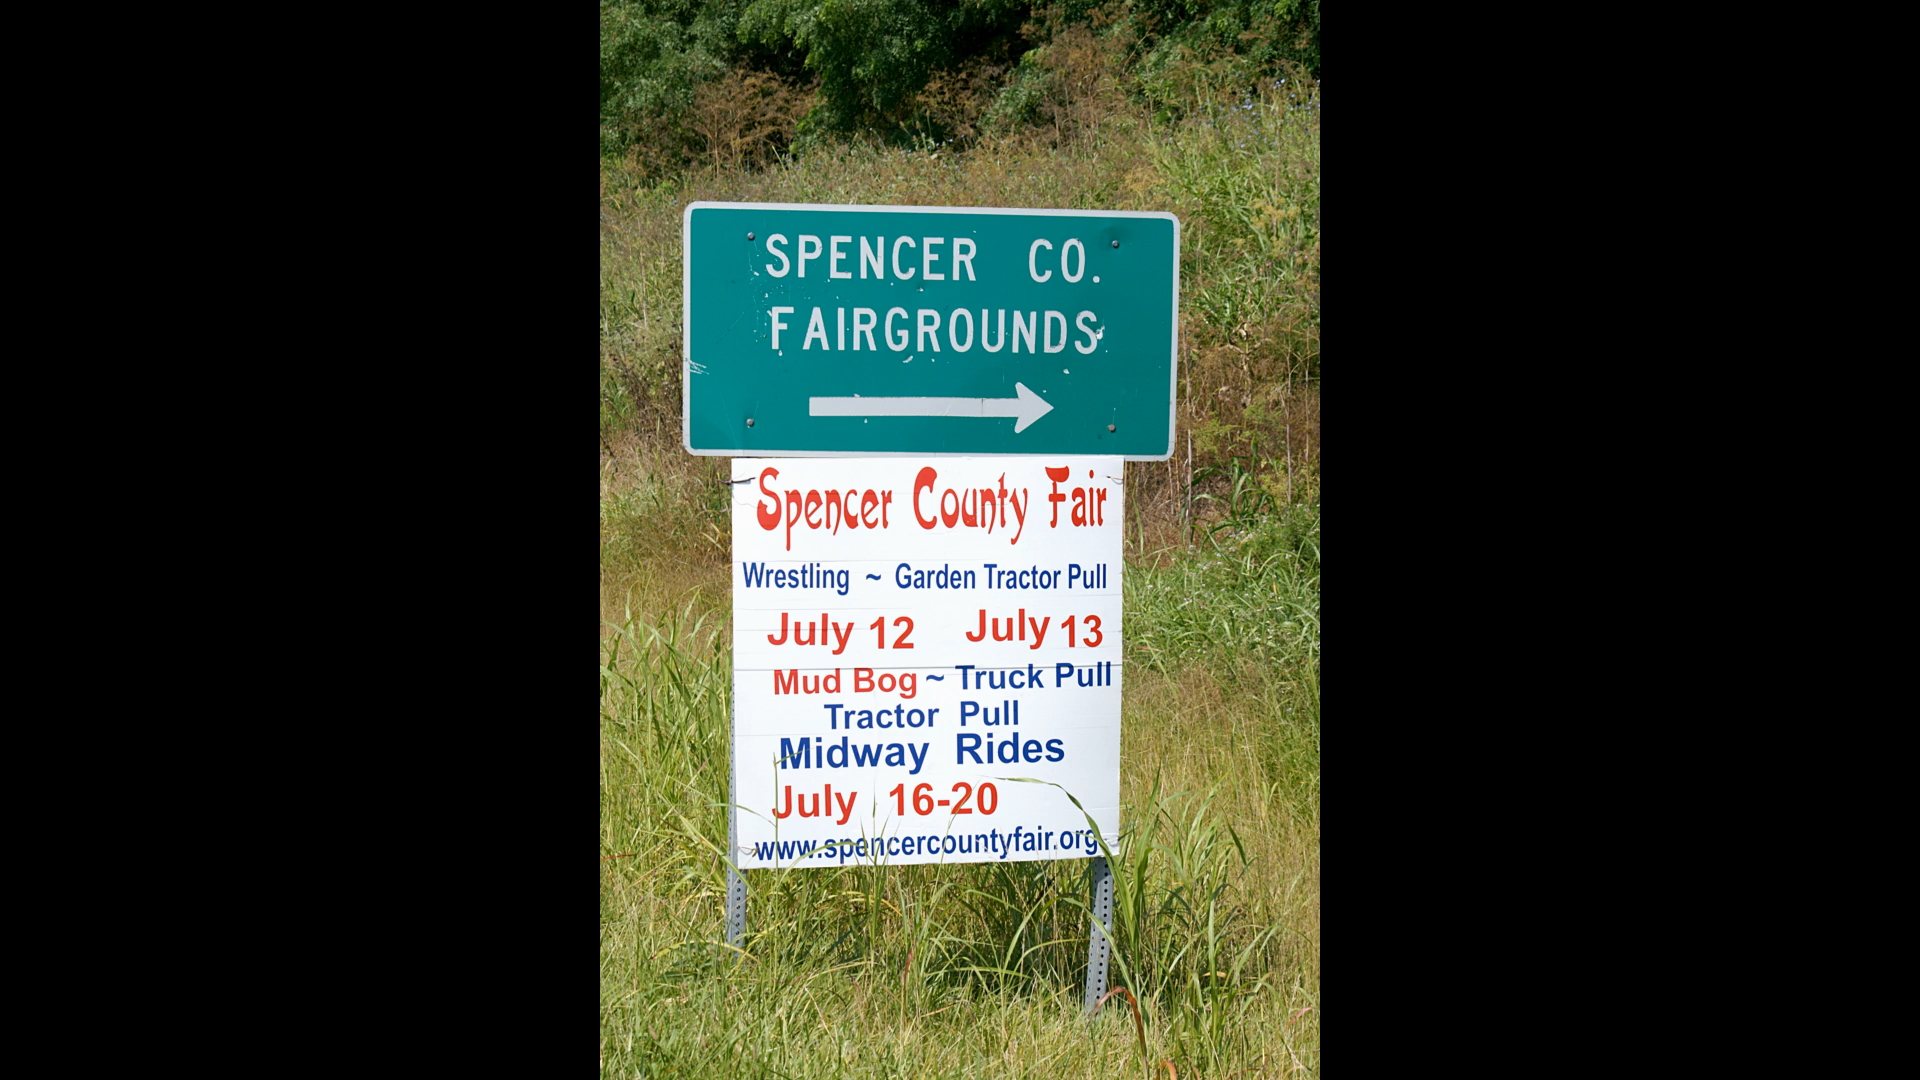 SPENCER CO.
FAIRGROUNDS
Spencer County Fair
Wrestling ~ Garden Tractor Pull
July 12 July 13
Mud Bog ~ Truck Pull
Tractor Pull
Midway Rides
July 16-20
www.spencercountyfair.org